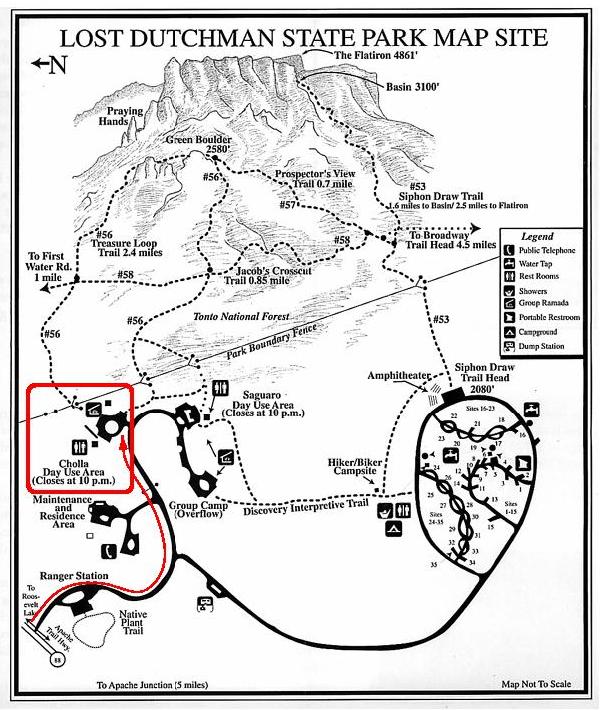 LOST DUTCHMAN STATE PARK MAP SITE
N
The Flatiron 4861'
Basin 3100'
Praying
Hands
Green Boulder
2580'
#56
Prospector's View
Trail 0.7 mile
#57
#53
Siphon Draw Trail
1.6 miles to Basin/ 2.5 miles to Flatiron
#56
Treasure Loop
Trail 2.4 miles
#58
To Broadway
Trail Head 4.5 miles
To First
Water Rd.
1 mile
#58
Jacob's Crosscut
Trail 0.85 mile
Legend
Public Telephone
Water Tap
Rest Rooms
Showers
Group Ramada
Portable Restroom
Campground
Dump Station
#56
#56
Tonto National Forest
Park Boundary Fence
#53
Siphon Draw
Trail Head
2080'
Amphitheater
Saguaro
Day Use Area
(Closes at 10 p.m.)
Sites 16-23
22
21
18
23
20
19
17
16
Cholla
Day Use Area
(Closes at 10 p.m.)
Hiker/Biker
Campsite
Group Camp
(Overflow)
Discovery Interpretive Trail
Maintenance
and
Residence
Area
Sites
1-15
Sites
24-35
24
25
26
27
28
29
30
31
32
33
34
35
15
13
11
14
12
10
9
Ranger Station
To
Roos-
evelt
Lake
Apache
Trail Hwy.
88
Native
Plant
Trail
To Apache Junction (5 miles)
Map Not To Scale